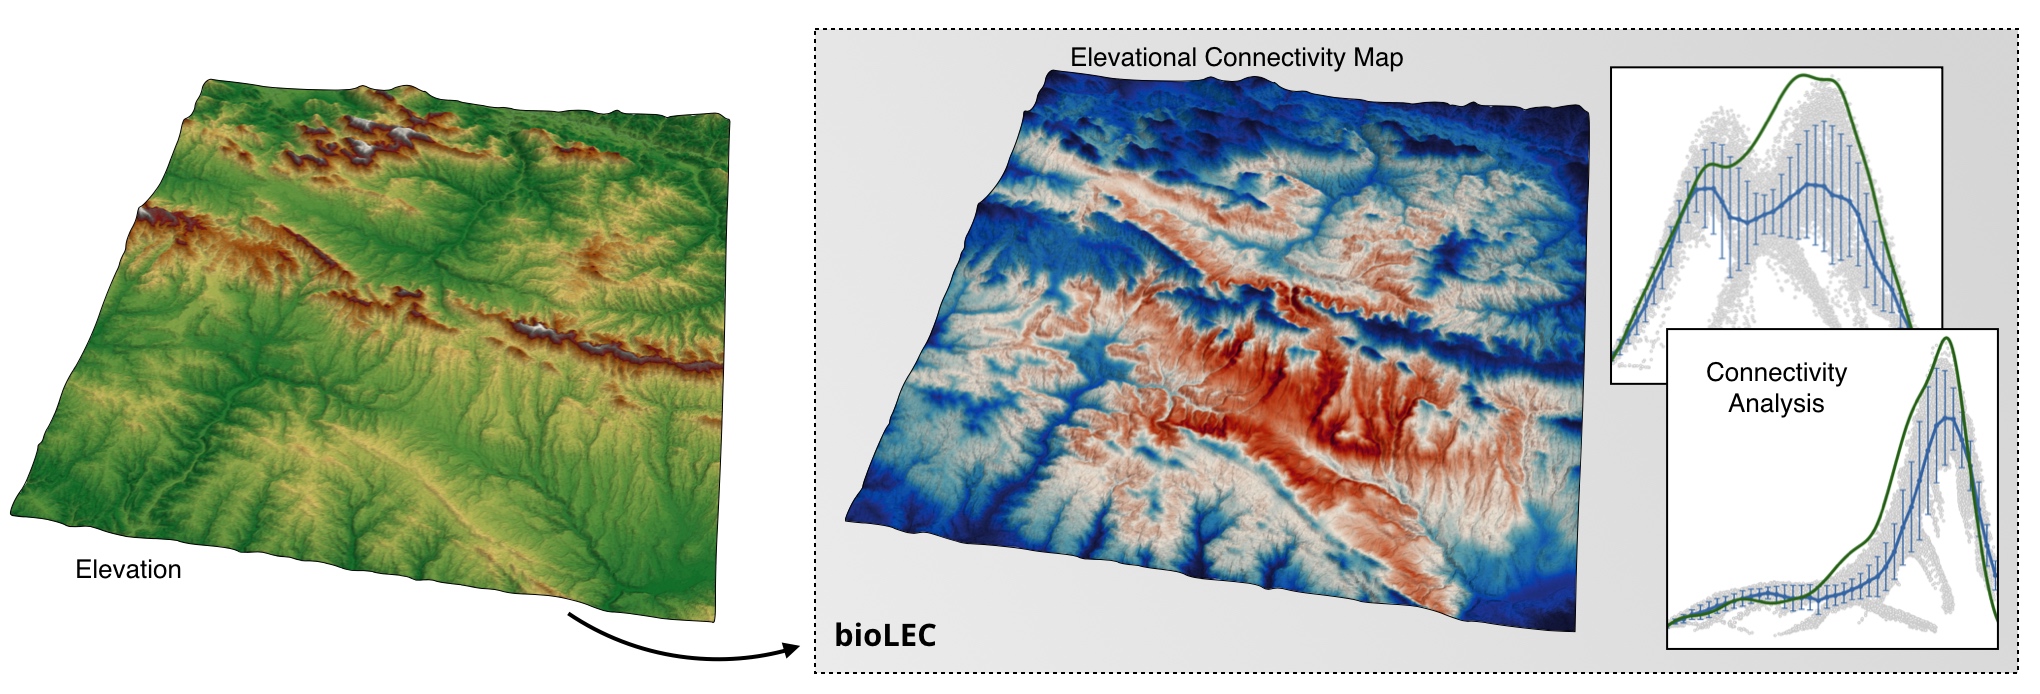 Elevational Connectivity Map
Connectivity
Analysis
Elevation
bioLEC